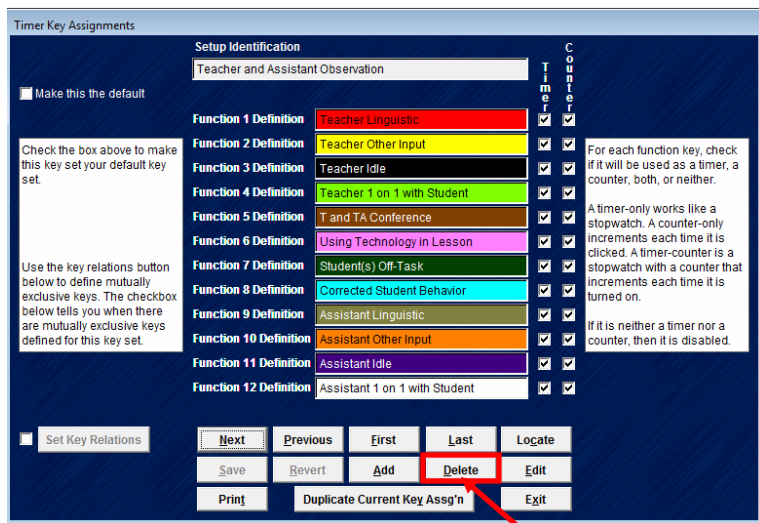 Timer Key Assignments
Setup Identification
Teacher and Assistant Observation
Timer
Counter
Make this the default
Function 1 Definition Teacher Linguistic
Function 2 Definition Teacher Other Input
Function 3 Definition Teacher Idle
Function 4 Definition Teacher 1 on 1 with Student
Function 5 Definition T and TA Conference
Function 6 Definition Using Technology in Lesson
Function 7 Definition Student(s) Off-Task
Function 8 Definition Corrected Student Behavior
Function 9 Definition Assistant Linguistic
Function 10 Definition Assistant Other Input
Function 11 Definition Assistant Idle
Function 12 Definition Assistant 1 on 1 with Student
Check the box above to make
this key set your default key
set.
Use the key relations button
below to define mutually
exclusive keys. The checkbox
below tells you when there
are mutually exclusive keys
defined for this key set.
For each function key, check
if it will be used as a timer, a
counter, both, or neither.
A timer-only works like a
stopwatch. A counter-only
increments each time it is
clicked. A timer-counter is a
stopwatch with a counter that
increments each time it is
turned on.
If it is neither a timer nor a
counter, then it is disabled.
Set Key Relations
Next Previous First Last Locate
Save Revert Add Delete Edit
Print Duplicate Current Key Assg'n Exit